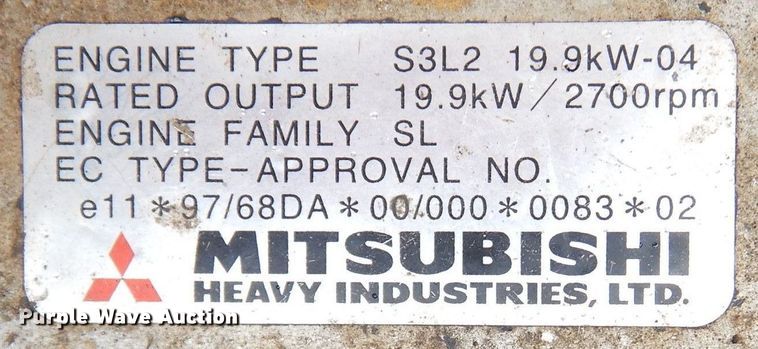 ENGINE TYPE S3L2 19.9kW-04
RATED OUTPUT 19.9kW/2700rpm
ENGINE FAMILY SL
EC TYPE-APPROVAL NO.
e11*97/68DA*00/000*0083*02
MITSUBISHI
HEAVY INDUSTRIES, LTD.
Purple Wave Auction